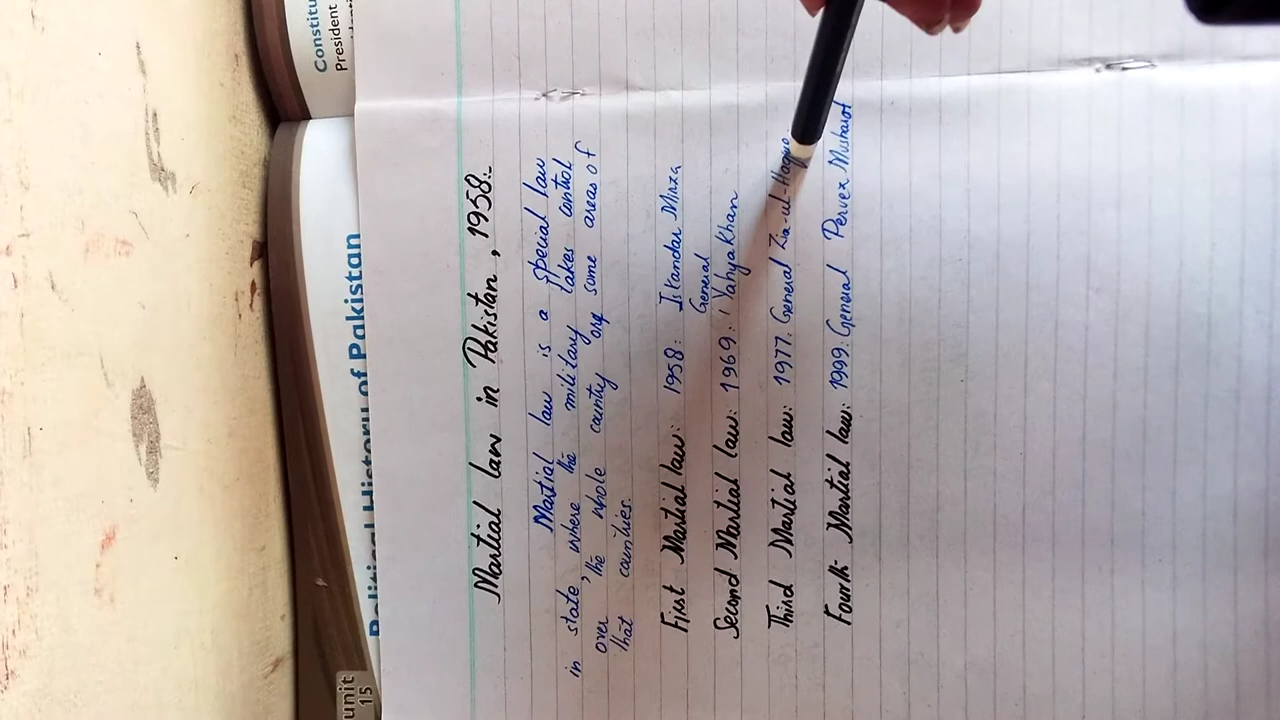 Constitu
President
Political History of Pakistan
unit
15
Martial law in Pakistan, 1958:.
Martial law is a special law
in state, where the military takes control
over the whole county org some areas of
that countries.
First Martial law: 1958: Iskandar Mirza
General
Second Martial law: 1969: Yahya Khan
Third Martial law: 1977: General Zia-ul-Haque.
Fourth Martial law: 1999: General Pervez Musharof